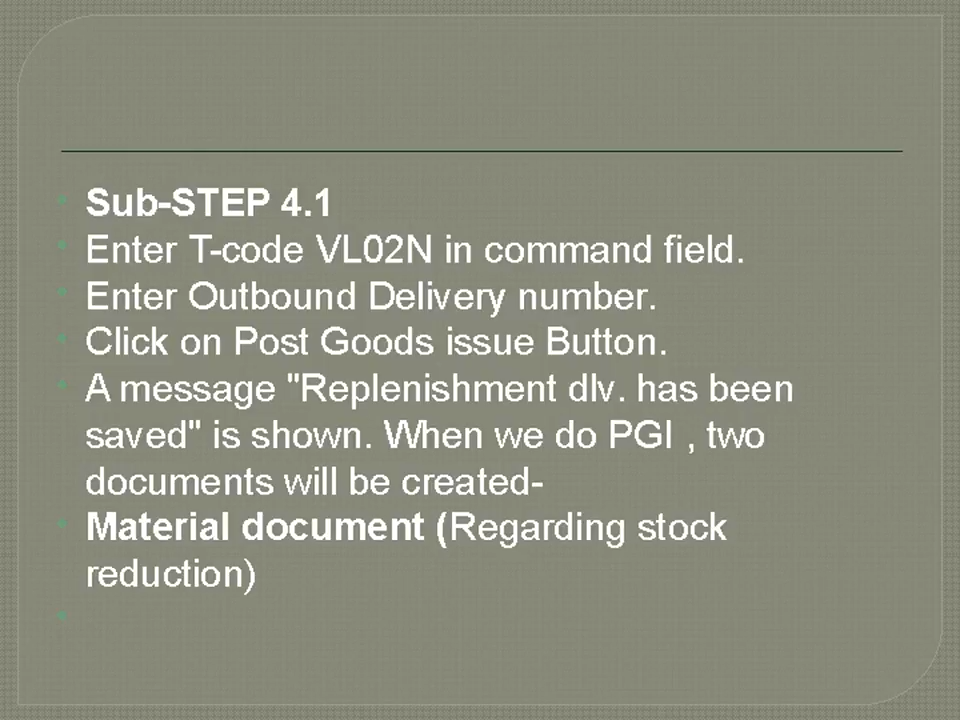 Sub-STEP 4.1
Enter T-code VL02N in command field.
Enter Outbound Delivery number.
Click on Post Goods issue Button.
A message "Replenishment dlv. has been
saved" is shown. When we do PGI , two
documents will be created-
Material document (Regarding stock
reduction)